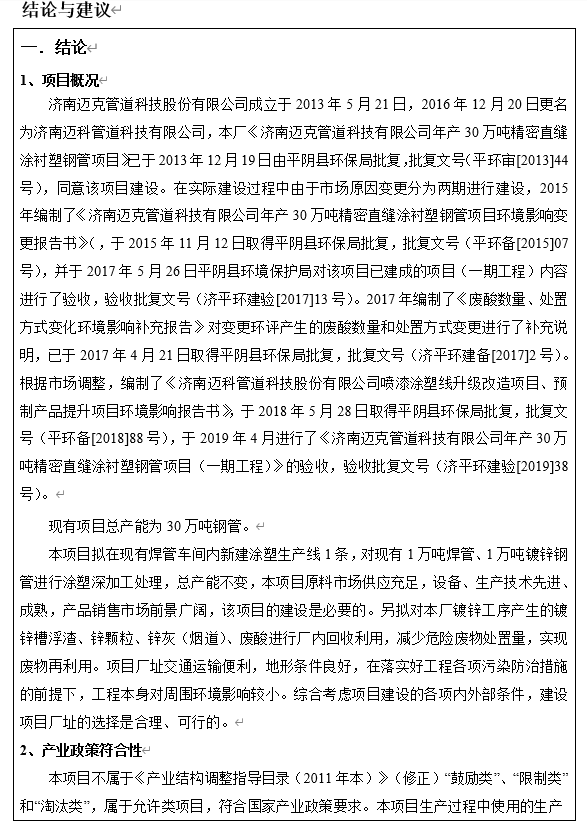 结论与建议
一．结论
1、项目概况
济南迈克管道科技股份有限公司成立于 2013 年 5 月 21 日，2016 年 12 月 20 日更名
为济南迈科管道科技有限公司，本厂《济南迈克管道科技有限公司年产 30 万吨精密直缝
涂衬塑钢管项目》已于 2013 年 12 月 19 日由平阴县环保局批复，批复文号（平环审[2013]44
号），同意该项目建设。在实际建设过程中由于市场原因变更分为两期进行建设，2015
年编制了《济南迈克管道科技有限公司年产 30 万吨精密直缝涂衬塑钢管项目环境影响变
更报告书》（，于 2015 年 11 月 12 日取得平阴县环保局批复，批复文号（平环备[2015]07
号），并于 2017 年 5 月 26 日平阴县环境保护局对该项目已建成的项目（一期工程）内容
进行了验收，验收批复文号（济平环建验[2017]13 号）。2017 年编制了《废酸数量、处置
方式变化环境影响补充报告》对变更环评产生的废酸数量和处置方式变更进行了补充说
明，已于 2017 年 4 月 21 日取得平阴县环保局批复，批复文号（济平环建备[2017]2 号）。
根据市场调整，编制了《济南迈科管道科技股份有限公司喷漆涂塑线升级改造项目、预
制产品提升项目环境影响报告书》，于 2018 年 5 月 28 日取得平阴县环保局批复，批复文
号（平环备[2018]88 号），于 2019 年 4 月进行了《济南迈克管道科技有限公司年产 30 万
吨精密直缝涂衬塑钢管项目（一期工程）》的验收，验收批复文号（济平环建验[2019]38
号）。
现有项目总产能为 30 万吨钢管。
本项目拟在现有焊管车间内新建涂塑生产线 1 条，对现有 1 万吨焊管、1 万吨镀锌钢
管进行涂塑深加工处理，总产能不变，本项目原料市场供应充足，设备、生产技术先进、
成熟，产品销售市场前景广阔，该项目的建设是必要的。另拟对本厂镀锌工序产生的镀
锌槽浮渣、锌颗粒、锌灰（烟道）、废酸进行厂内回收利用，减少危险废物处置量，实现
废物再利用。项目厂址交通运输便利，地形条件良好，在落实好工程各项污染防治措施
的前提下，工程本身对周围环境影响较小。综合考虑项目建设的各项内外部条件，建设
项目厂址的选择是合理、可行的。
2、产业政策符合性
本项目不属于《产业结构调整指导目录（2011 年本）》（修正）“鼓励类”、“限制类”
和“淘汰类”，属于允许类项目，符合国家产业政策要求。本项目生产过程中使用的生产